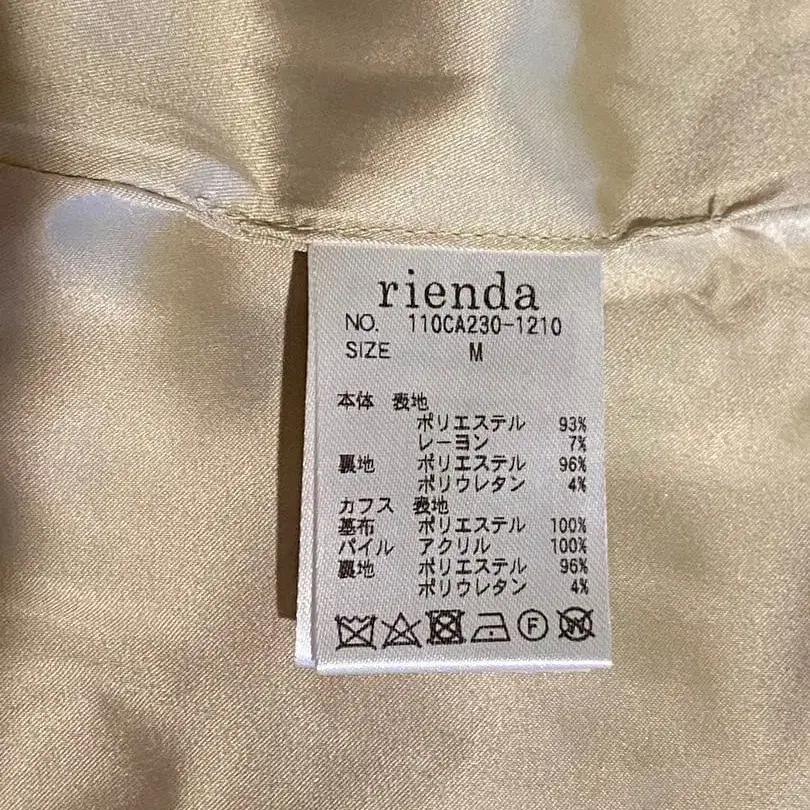 rienda
NO. 110CA230-1210
SIZE M
本体 表地
ポリエステル 93%
レーヨン 7%
裏地 ポリエステル 96%
ポリウレタン 4%
カフス 表地
基布 ポリエステル 100%
パイル アクリル 100%
裏地 ポリエステル 96%
ポリウレタン 4%
F W